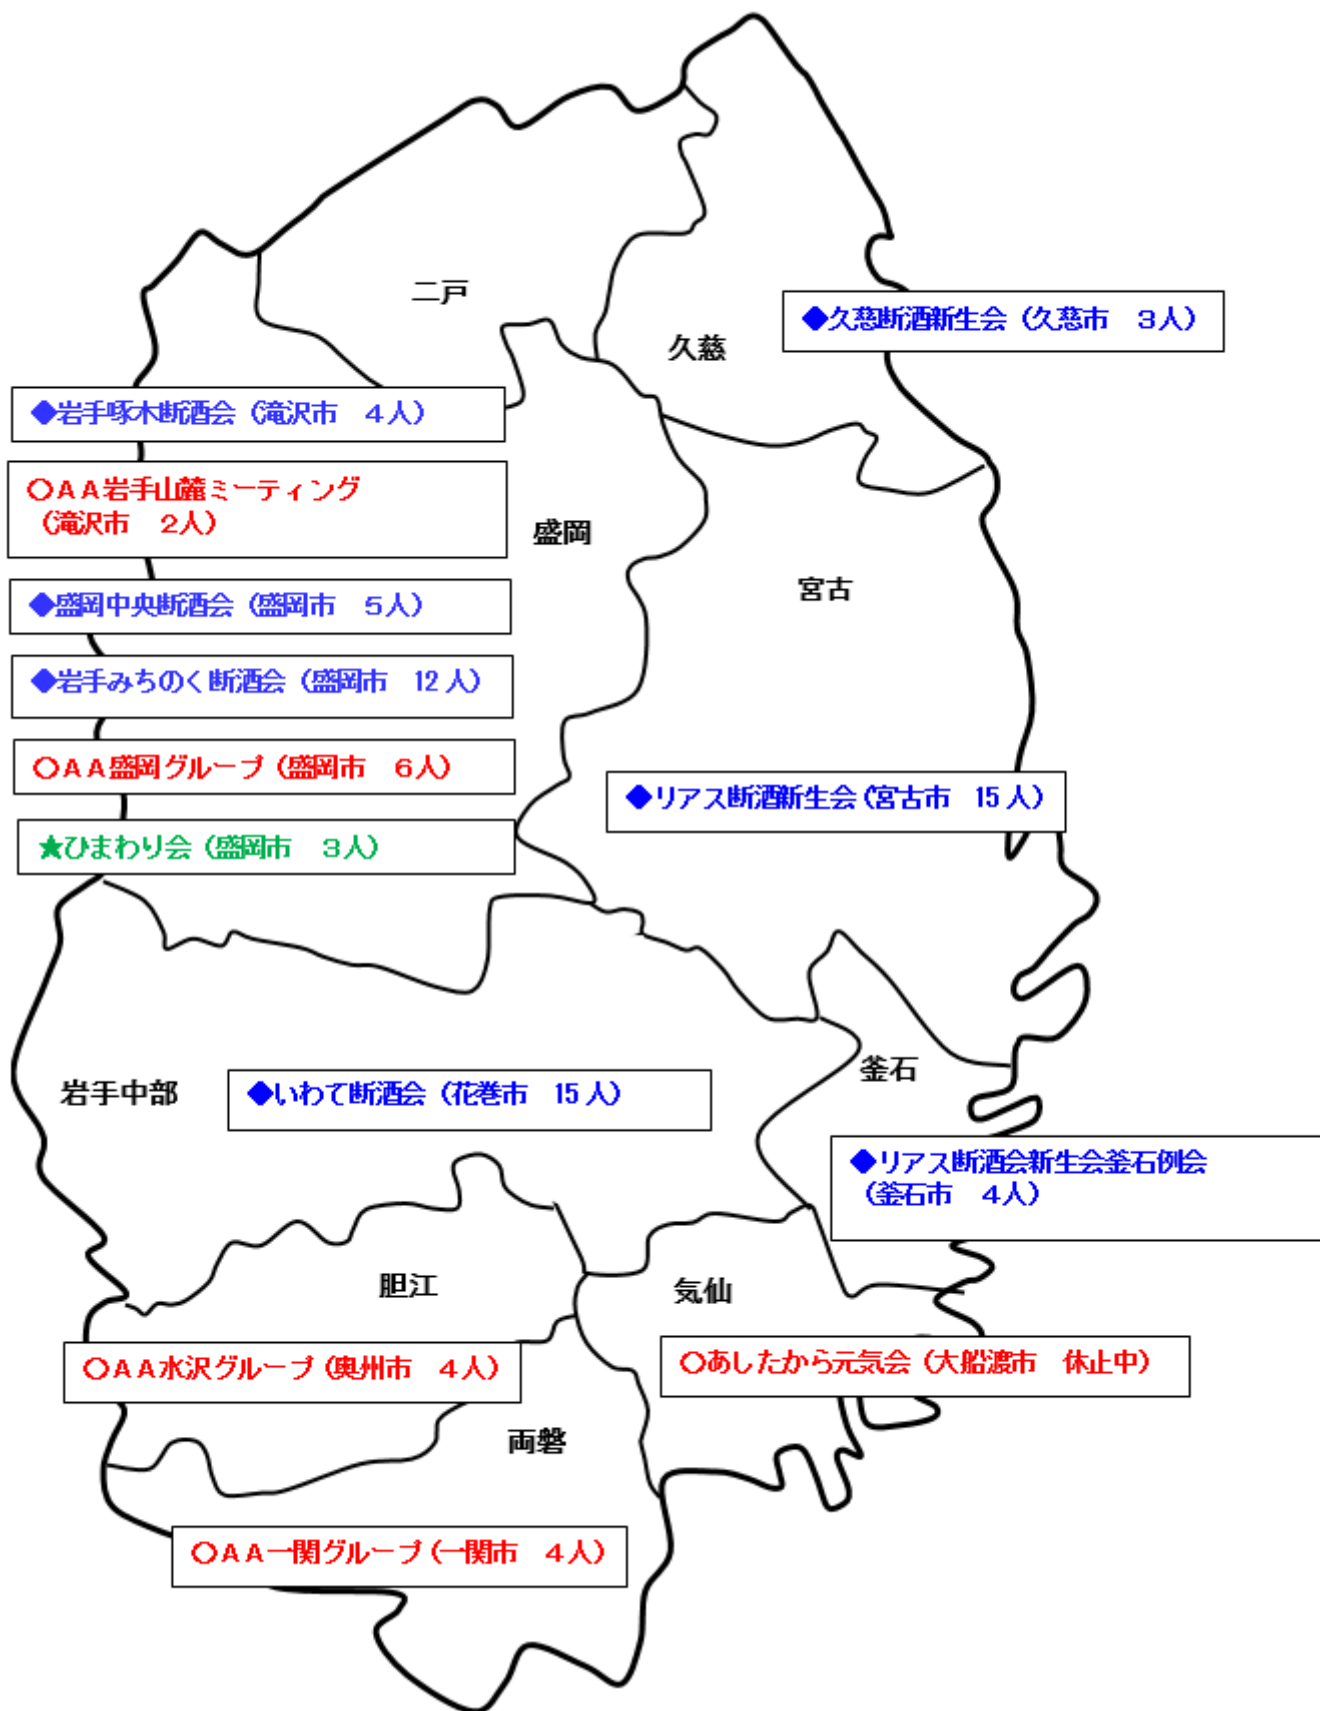 二戸
◆久慈断酒新生会（久慈市　３人）
久慈
◆岩手啄木断酒会（滝沢市　４人）
○ＡＡ岩手山麓ミーティング
（滝沢市　２人）
盛岡
宮古
◆盛岡中央断酒会（盛岡市　５人）
◆岩手みちのく断酒会（盛岡市　12人）
○ＡＡ盛岡グループ（盛岡市　６人）
◆リアス断酒新生会（宮古市　15人）
★ひまわり会（盛岡市　３人）
釜石
岩手中部
◆いわて断酒会（花巻市　15人）
◆リアス断酒会新生会釜石例会
（釜石市　４人）
胆江
気仙
○ＡＡ水沢グループ（奥州市　４人）
○あしたから元気会（大船渡市　休止中）
両磐
○ＡＡ一関グループ（一関市　４人）